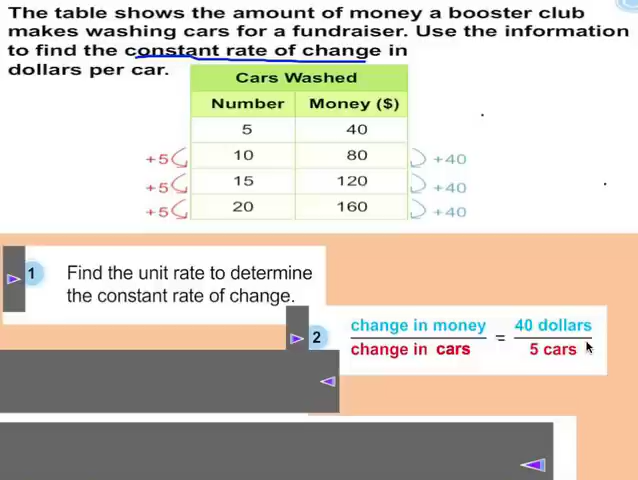 The table shows the amount of money a booster club
makes washing cars for a fundraiser. Use the information
to find the constant rate of change in
dollars per car.
Cars Washed
Number Money ($)
5 40
+5 10 80 +40
+5 15 120 +40
+5 20 160 +40
1 Find the unit rate to determine
the constant rate of change.
2 change in money = 40 dollars
change in cars 5 cars